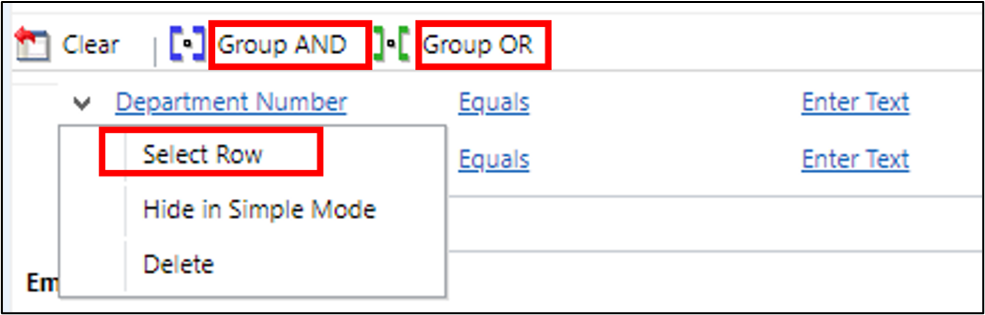 Clear | Group AND Group OR
Department Number Equals Enter Text
Select Row Equals Enter Text
Hide in Simple Mode
Delete
Em